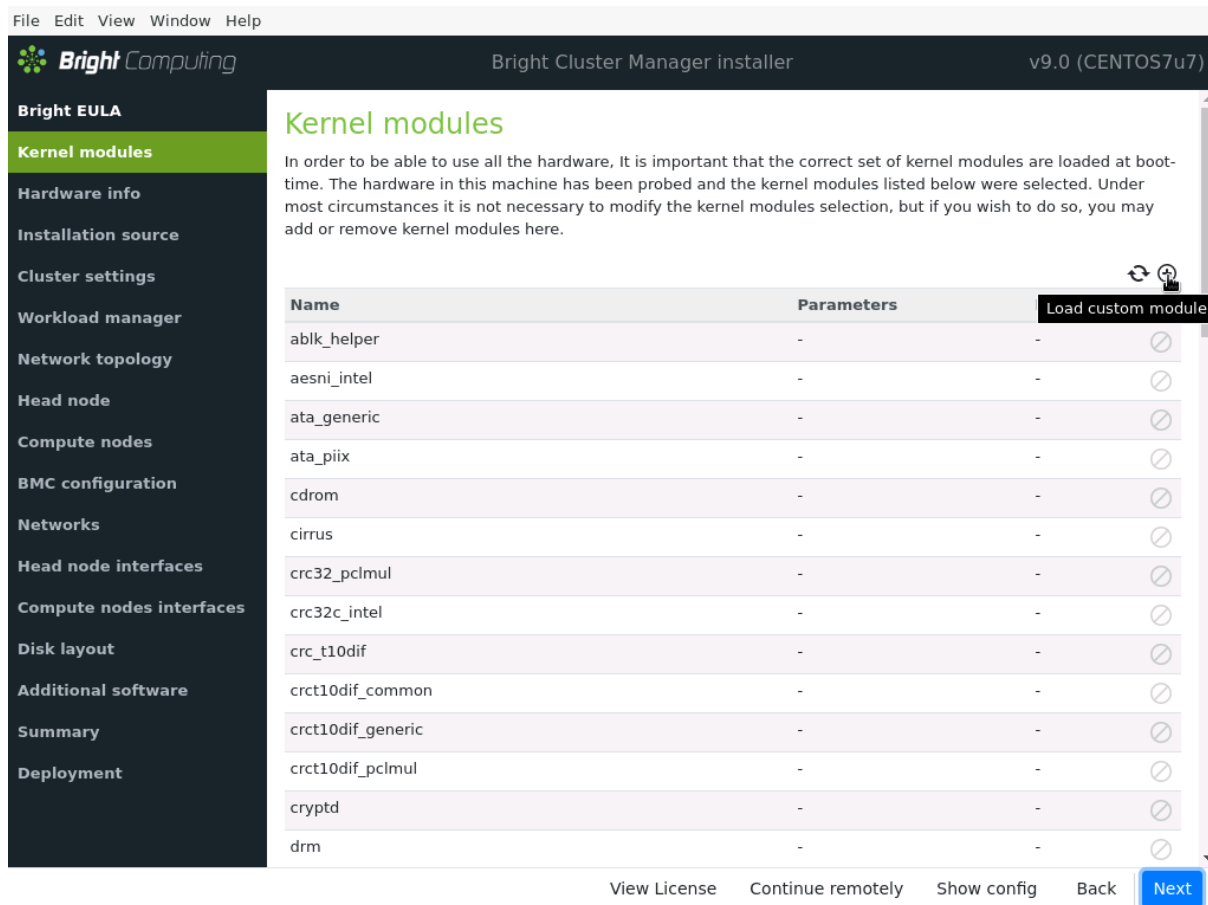 File Edit View Window Help
Bright Computing
Bright Cluster Manager installer
v9.0 (CENTOS7u7)
Bright EULA
Kernel modules
Hardware info
Installation source
Cluster settings
Workload manager
Network topology
Head node
Compute nodes
BMC configuration
Networks
Head node interfaces
Compute nodes interfaces
Disk layout
Additional software
Summary
Deployment
Kernel modules
In order to be able to use all the hardware, It is important that the correct set of kernel modules are loaded at boot-
time. The hardware in this machine has been probed and the kernel modules listed below were selected. Under
most circumstances it is not necessary to modify the kernel modules selection, but if you wish to do so, you may
add or remove kernel modules here.
Load custom module
Name Parameters
ablk_helper - -
aesni_intel - -
ata_generic - -
ata_piix - -
cdrom - -
cirrus - -
crc32_pclmul - -
crc32c_intel - -
crc_t10dif - -
crct10dif_common - -
crct10dif_generic - -
crct10dif_pclmul - -
cryptd - -
drm - -
View License Continue remotely Show config Back Next